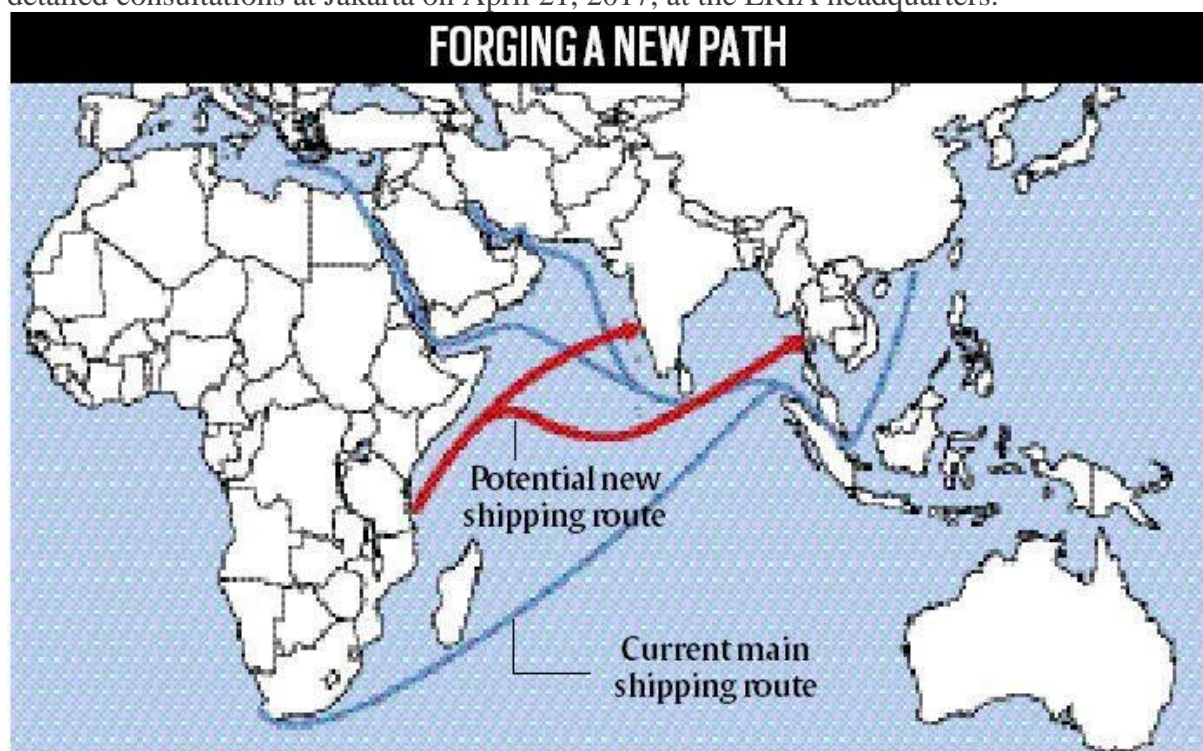 detailed consultations at Jakarta on April 21, 2017, at the ERIA headquarters.
FORGING A NEW PATH
Potential new
shipping route
Current main
shipping route